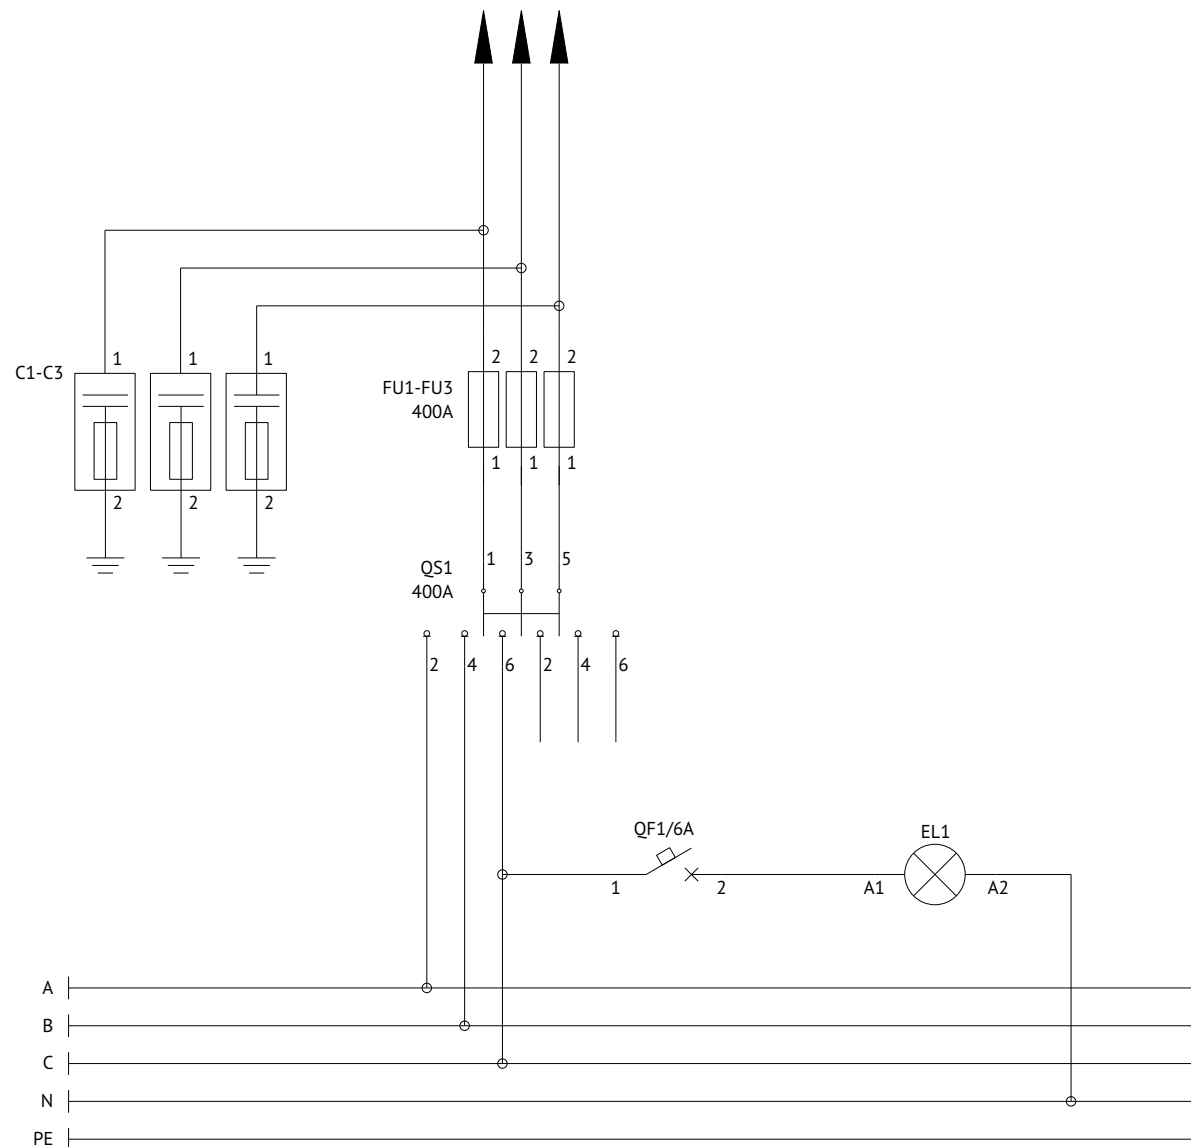 1 1 1
C1-C3
2 2 2
FU1-FU3
400A
2 2 2
1 1 1
QS1
400A
1 3 5
2 4 6 2 4 6
QF1/6A
1 2
EL1
A1 A2
A
B
C
N
PE